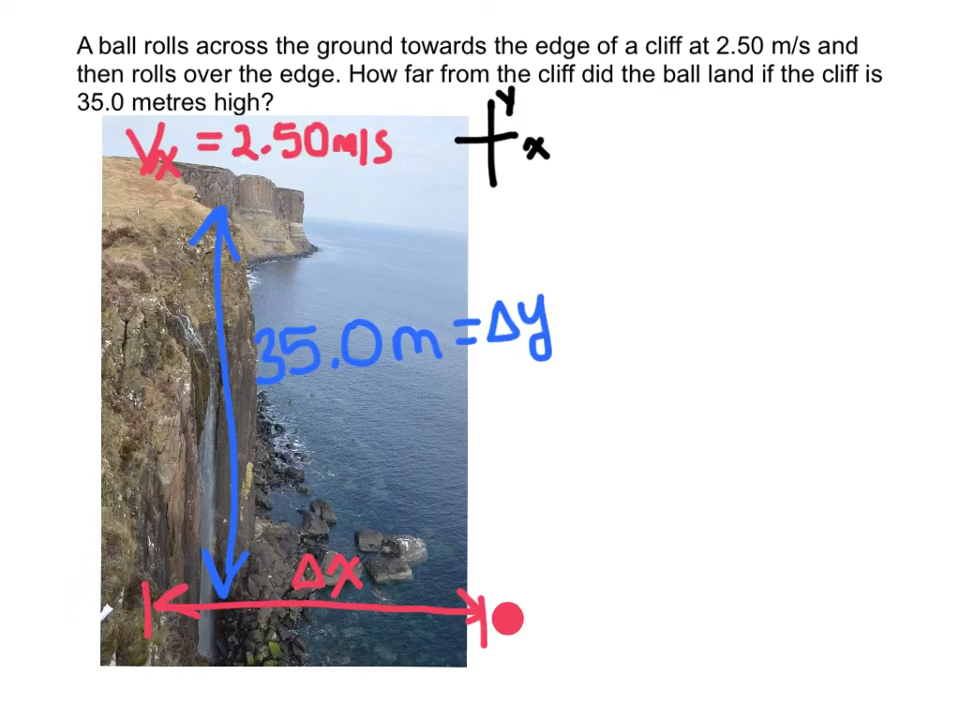 A ball rolls across the ground towards the edge of a cliff at 2.50 m/s and
then rolls over the edge. How far from the cliff did the ball land if the cliff is
35.0 metres high?
y
Vx = 2.50m/s
x
35.0m = Δy
Δx